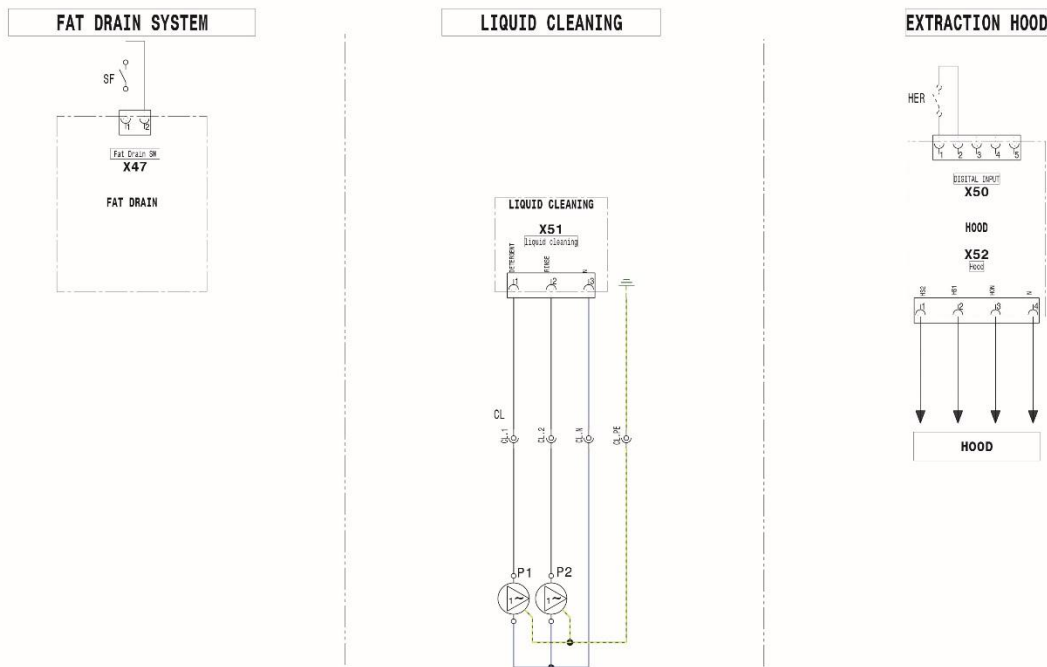 FAT DRAIN SYSTEM
SF
1 2
Fat Drain SW
X47
FAT DRAIN
LIQUID CLEANING
LIQUID CLEANING
X51
liquid cleaning
DETERGENT RINSE N
1 2 3
CL
CL.1 CL.2 CL.N CL.PE
P1 P2
1~ 1~
EXTRACTION HOOD
HER
1 2 3 4 5
DIGITAL INPUT
X50
HOOD
X52
Hood
HS2 HS1 HON N
1 2 3 4
HOOD